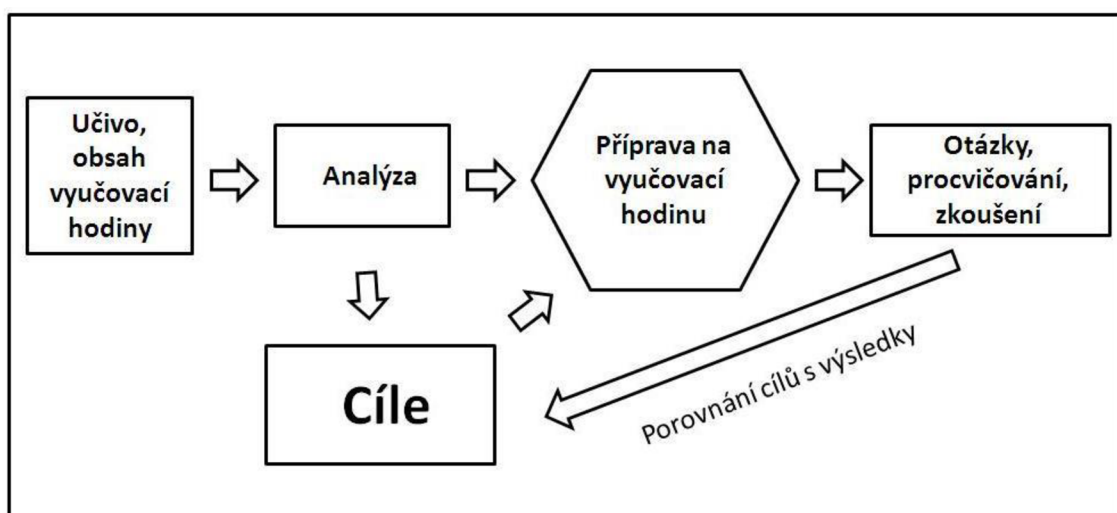 Učivo,
obsah
vyučovací
hodiny
Analýza
Příprava na
vyučovací
hodinu
Otázky,
procvičování,
zkoušení
Cíle
Porovnání cílů s výsledky